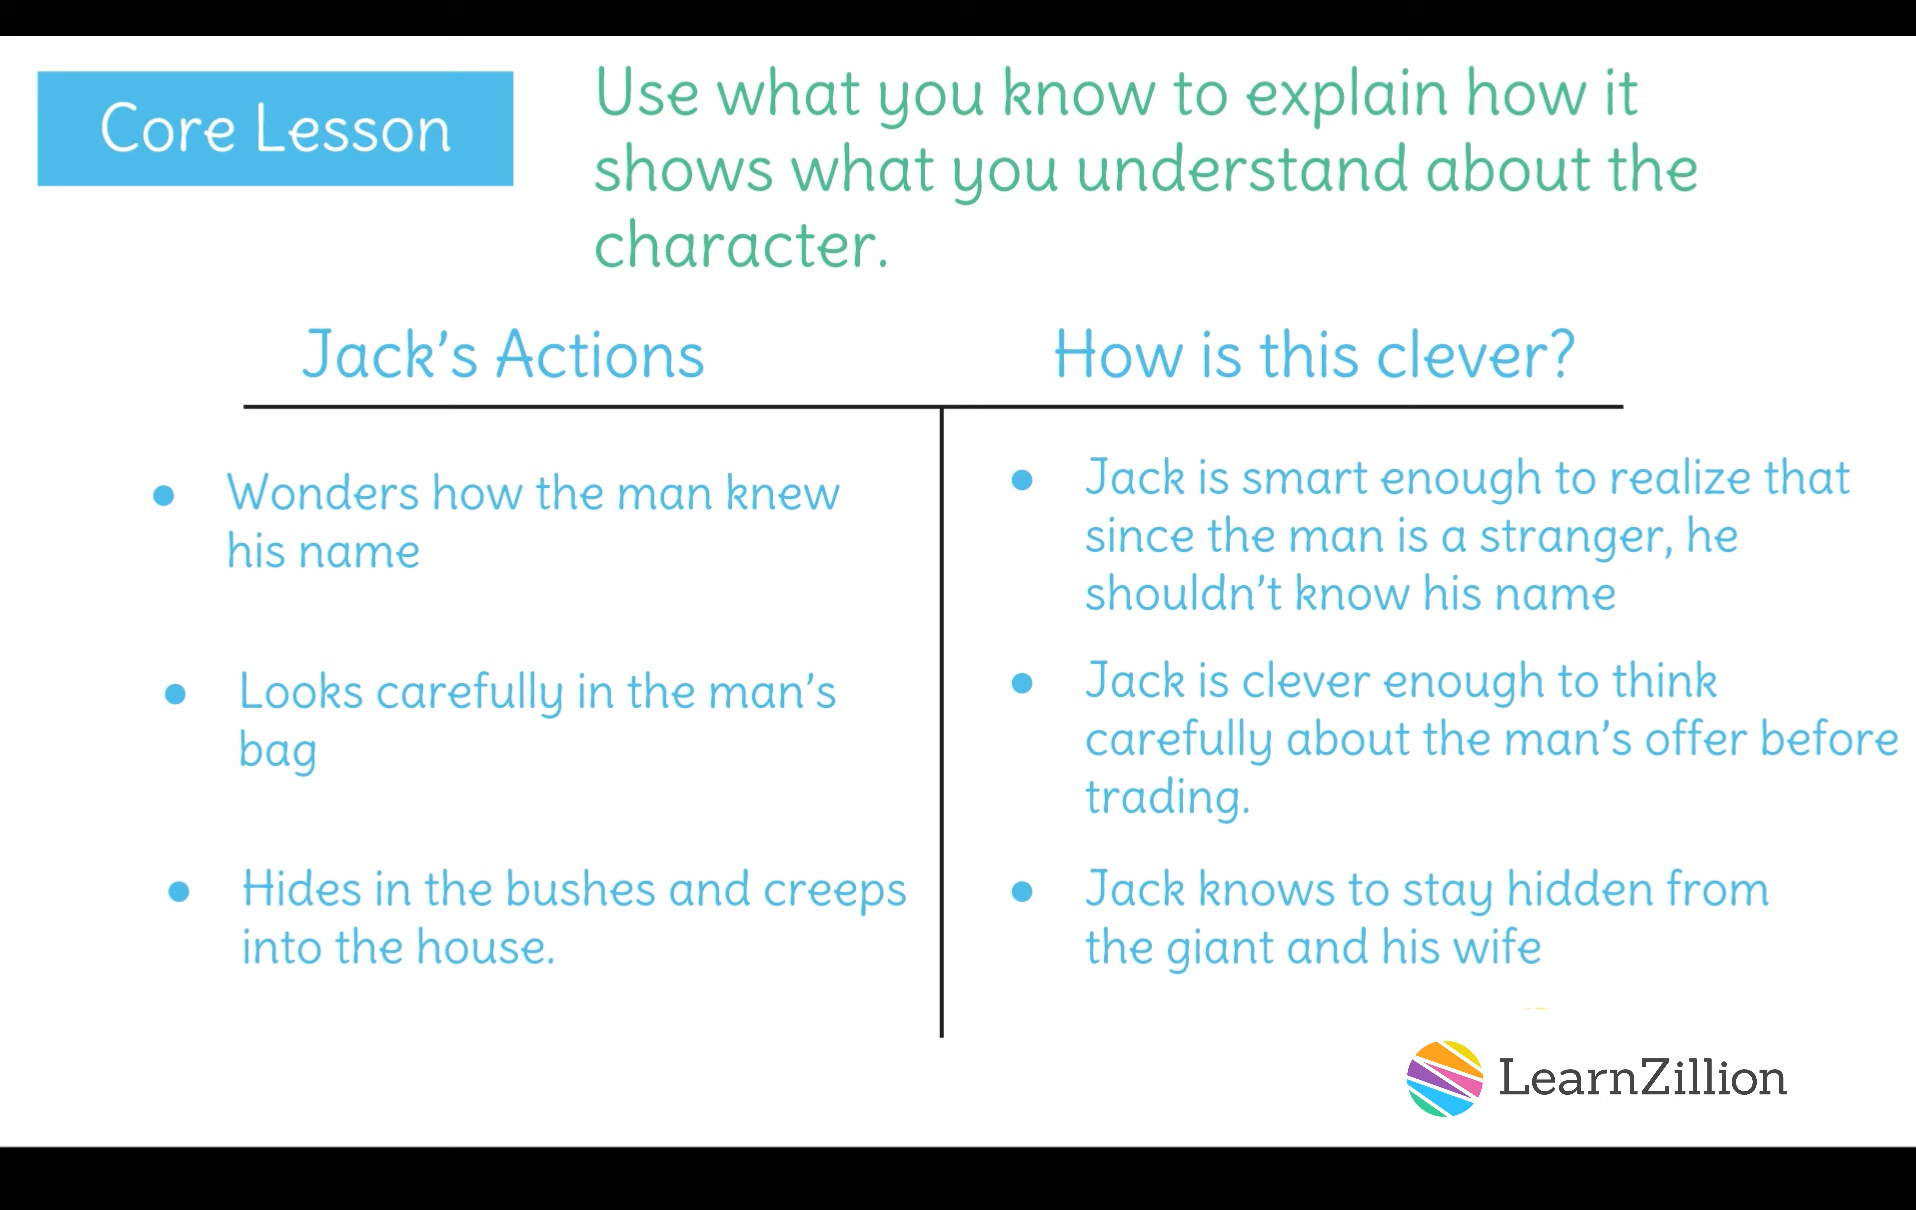 Core Lesson
Use what you know to explain how it
shows what you understand about the
character.
Jack's Actions
How is this clever?
Wonders how the man knew
his name
Jack is smart enough to realize that
since the man is a stranger, he
shouldn't know his name
Looks carefully in the man's
bag
Jack is clever enough to think
carefully about the man's offer before
trading.
Hides in the bushes and creeps
into the house.
Jack knows to stay hidden from
the giant and his wife
LearnZillion